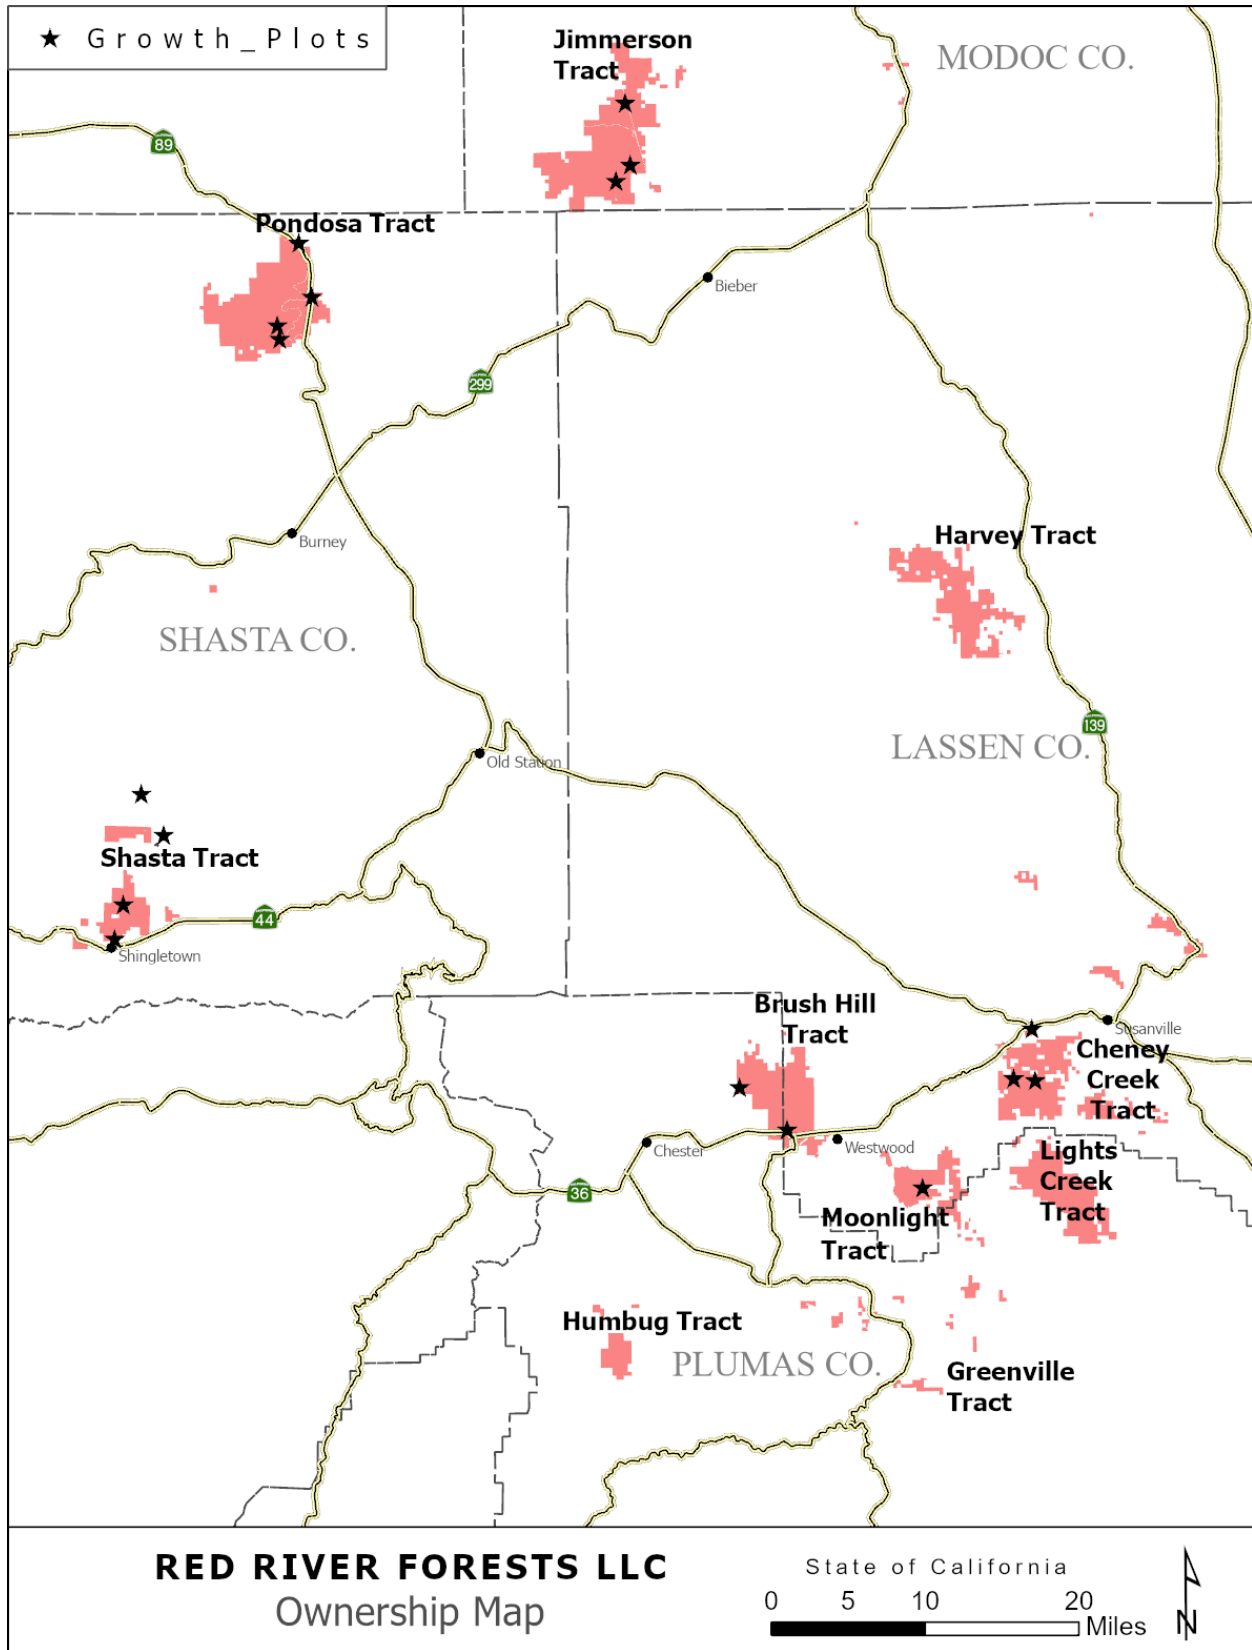 Growth_Plots
Jimmerson
Tract
MODOC CO.
89
Pondosa Tract
Bieber
299
Burney
Harvey Tract
SHASTA CO.
139
LASSEN CO.
Old Station
Shasta Tract
44
Shingletown
Brush Hill
Tract
Susanville
Cheney
Creek
Tract
Chester
Westwood
Lights
Creek
Tract
36
Moonlight
Tract
Humbug Tract
PLUMAS CO.
Greenville
Tract
RED RIVER FORESTS LLC
Ownership Map
State of California
0 5 10 20
Miles
N